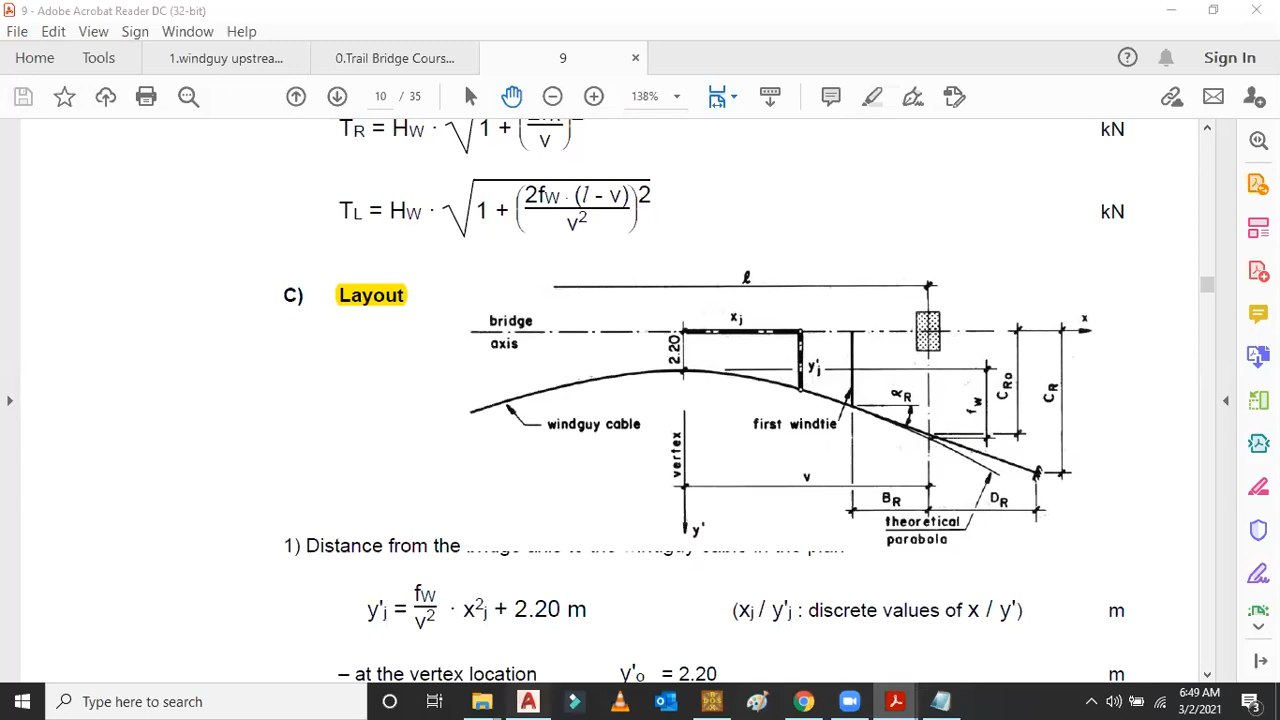 9 - Adobe Acrobat Reader DC (32-bit)
File Edit View Sign Window Help
Home Tools 1.windguy upstrea... 0.Trail Bridge Cours... 9 Sign In
10 / 35 138%
TR = HW · √ 1 + ( v ) kN
TL = HW · √ 1 + ( 2fW · (l - v) / v² )2 kN
C) Layout
l
bridge axis
xj
x
2.20
y'j
αR
fw
CRo
CR
windguy cable
first windtie
vertex
v
BR
DR
theoretical parabola
y'
1) Distance from the
y'j = fW / v² · x²j + 2.20 m (xj / y'j : discrete values of x / y') m
– at the vertex location y'o = 2.20 m
Type here to search
6:49 AM
3/2/2021